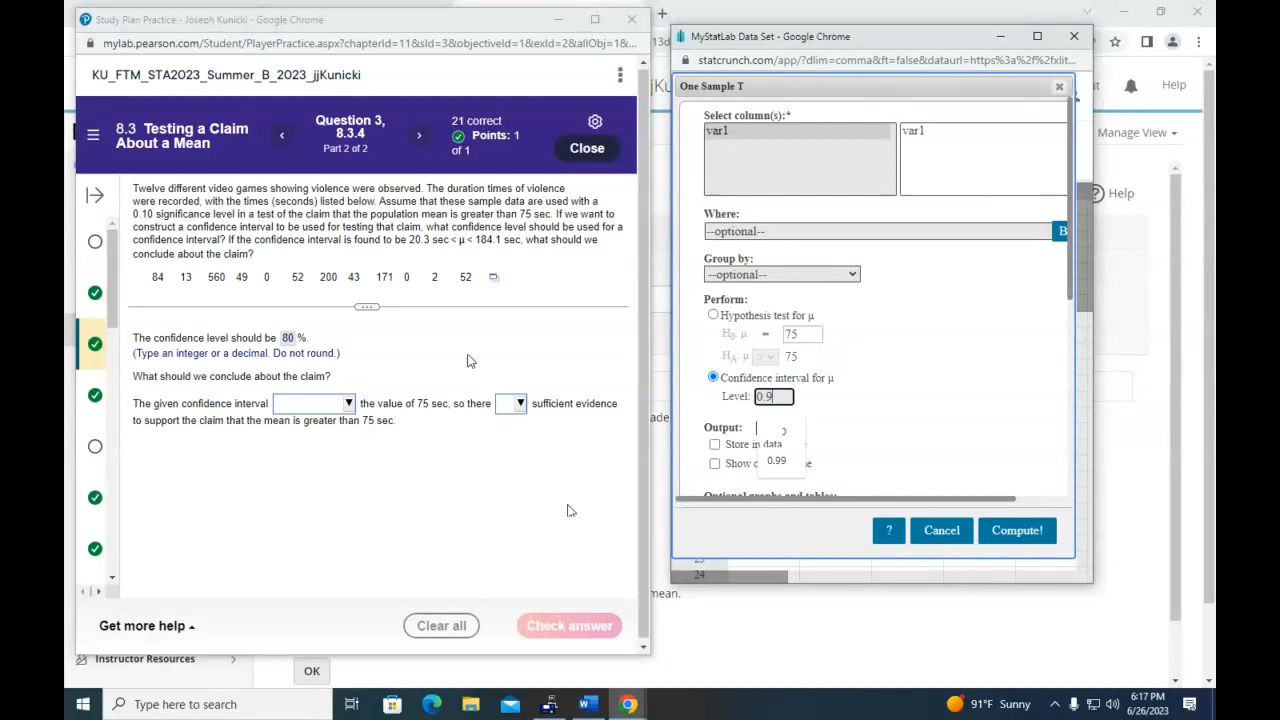 Study Plan Practice - Joseph Kunicki - Google Chrome
mylab.pearson.com/Student/PlayerPractice.aspx?chapterId=11&sId=3&objectiveId=1&exId=2&allObj=1&...
KU_FTM_STA2023_Summer_B_2023_jjKunicki
8.3 Testing a Claim
About a Mean
Question 3,
8.3.4
Part 2 of 2
21 correct
Points: 1
of 1
Close
Twelve different video games showing violence were observed. The duration times of violence
were recorded, with the times (seconds) listed below. Assume that these sample data are used with a
0.10 significance level in a test of the claim that the population mean is greater than 75 sec. If we want to
construct a confidence interval to be used for testing that claim, what confidence level should be used for a
confidence interval? If the confidence interval is found to be 20.3 sec < μ < 184.1 sec, what should we
conclude about the claim?
84 13 560 49 0 52 200 43 171 0 2 52
The confidence level should be 80 %.
(Type an integer or a decimal. Do not round.)
What should we conclude about the claim?
The given confidence interval the value of 75 sec, so there sufficient evidence
to support the claim that the mean is greater than 75 sec.
Get more help
Clear all
Check answer
Instructor Resources
OK
MyStatLab Data Set - Google Chrome
statcrunch.com/app/?dlim=comma&ft=false&dataurl=https%3a%2f%2fxlit...
One Sample T
Select column(s):*
var1
var1
Where:
--optional--
B
Group by:
--optional--
Perform:
Hypothesis test for μ
H0: μ = 75
HA: μ > 75
Confidence interval for μ
Level: 0.9
Output:
Store in data
0.99
Show
Optional graphs and tables:
?
Cancel
Compute!
24
mean.
Help
Manage View
Help
Type here to search
91°F Sunny
6:17 PM
6/26/2023